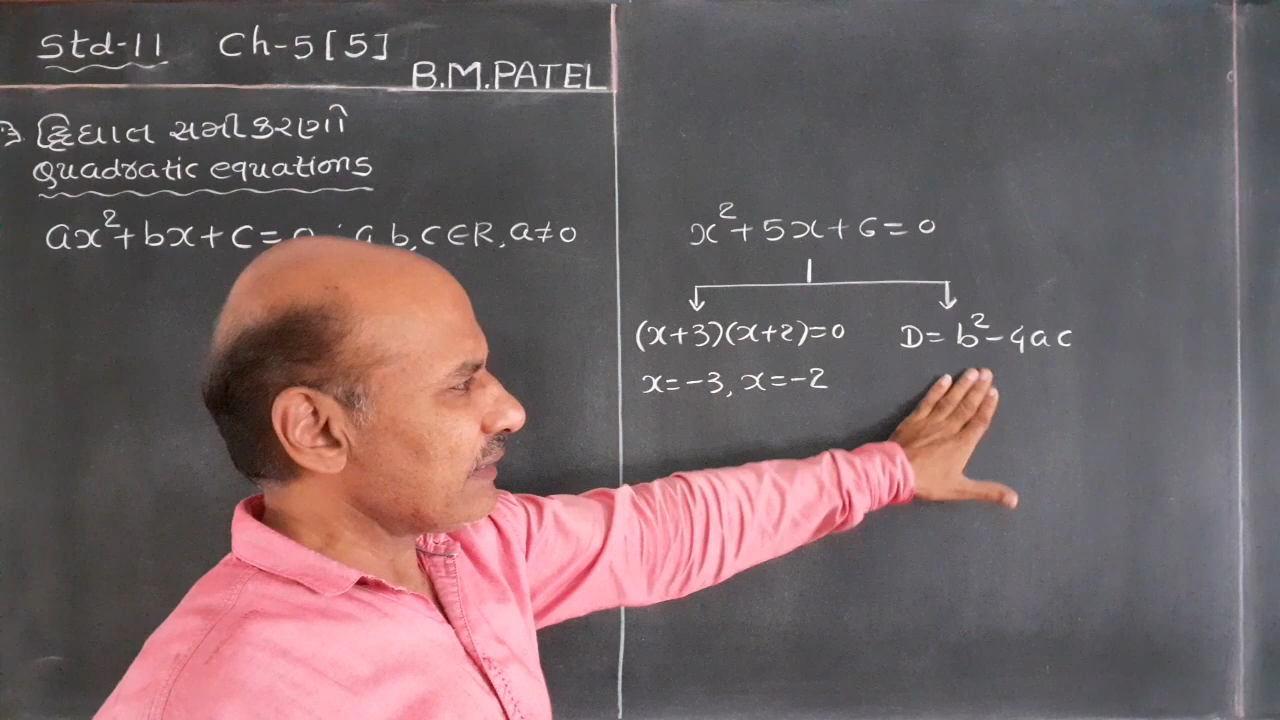 Std-11 Ch-5[5]
B.M.PATEL
દ્વિઘાત સમીકરણો
Quadratic equations
ax²+bx+c=0 ; a,b,c∈R, a≠0
x²+5x+6=0
(x+3)(x+2)=0 D=b²-4ac
x=-3, x=-2